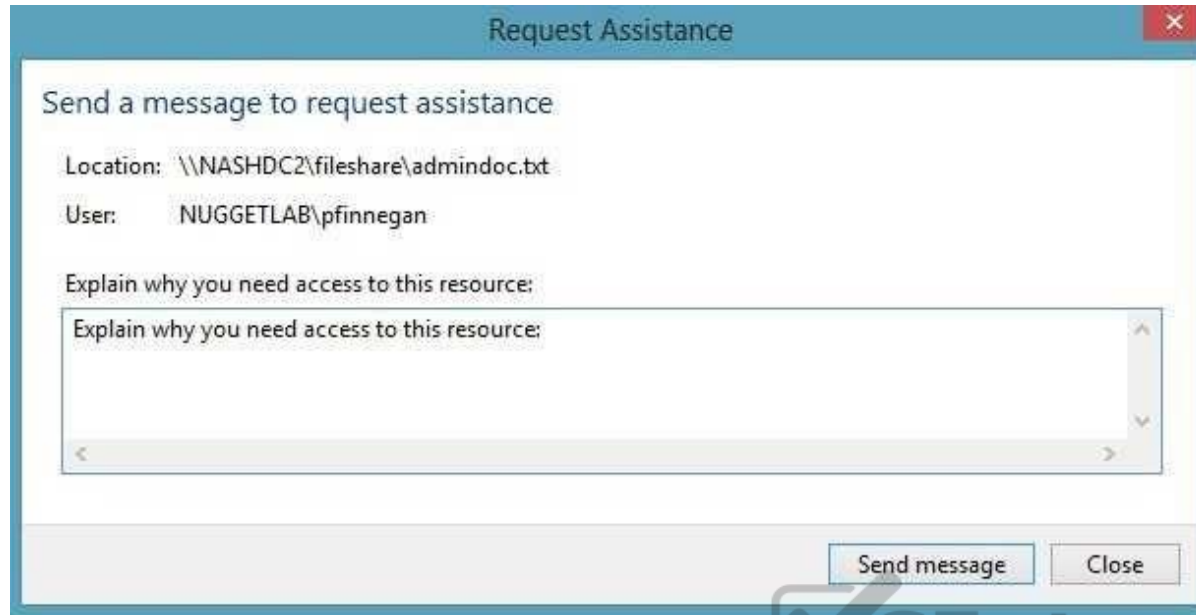 Request Assistance
Send a message to request assistance
Location: \\NASHDC2\fileshare\admindoc.txt
User: NUGGETLAB\pfinnegan
Explain why you need access to this resource:
Explain why you need access to this resource:
Send message Close